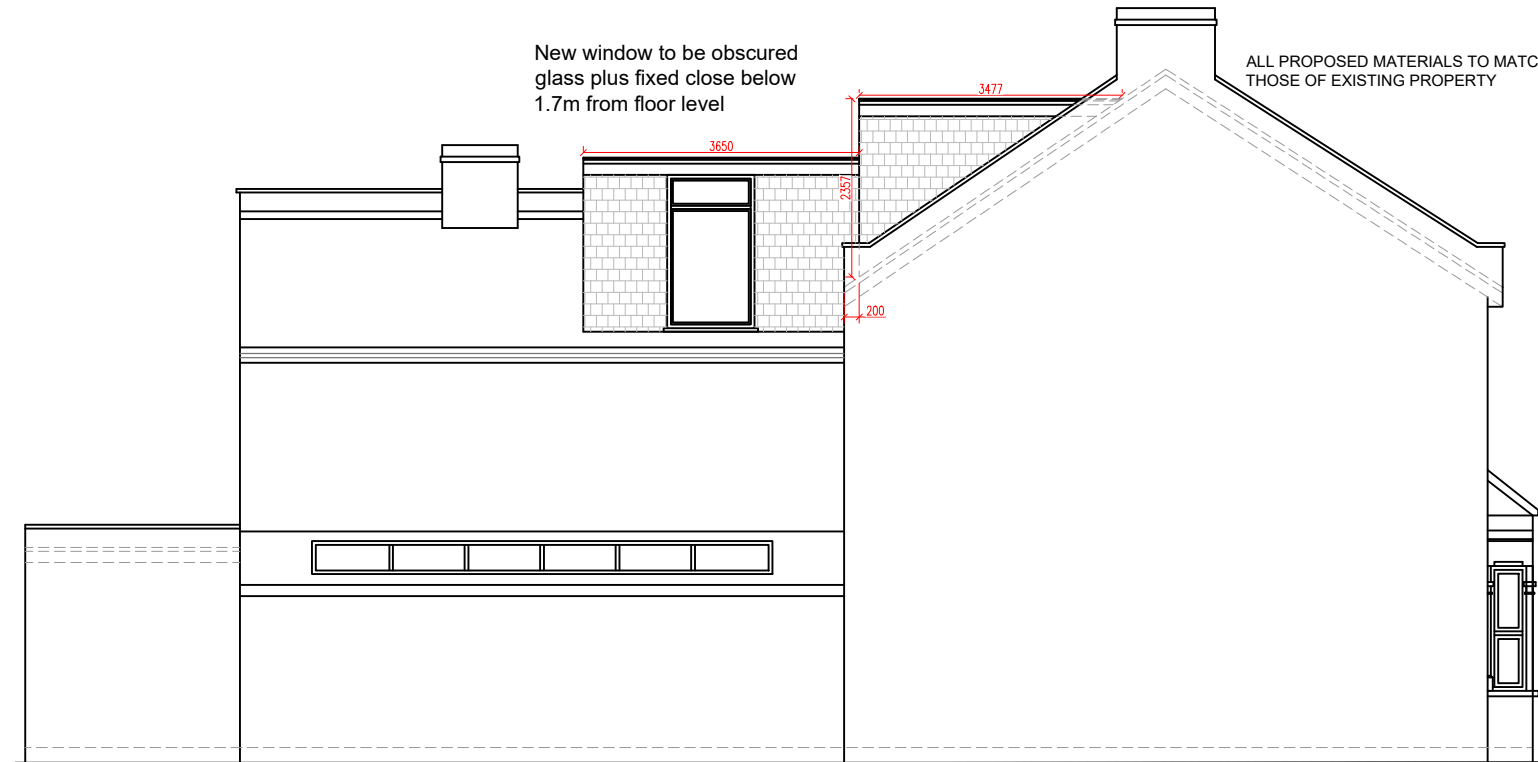 New window to be obscured
glass plus fixed close below
1.7m from floor level
ALL PROPOSED MATERIALS TO MATC
THOSE OF EXISTING PROPERTY
3477
3650
2357
200